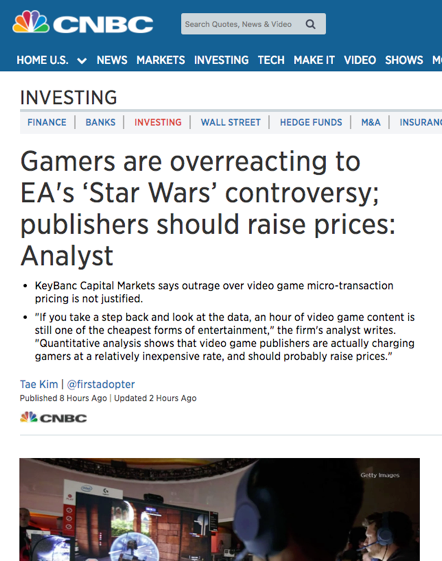 CNBC
Search Quotes, News & Video
HOME U.S. NEWS MARKETS INVESTING TECH MAKE IT VIDEO SHOWS
INVESTING
FINANCE | BANKS | INVESTING | WALL STREET | HEDGE FUNDS | M&A | INSURAN
Gamers are overreacting to
EA's ‘Star Wars’ controversy;
publishers should raise prices:
Analyst
• KeyBanc Capital Markets says outrage over video game micro-transaction
pricing is not justified.
• "If you take a step back and look at the data, an hour of video game content is
still one of the cheapest forms of entertainment," the firm's analyst writes.
"Quantitative analysis shows that video game publishers are actually charging
gamers at a relatively inexpensive rate, and should probably raise prices."
Tae Kim | @firstadopter
Published 8 Hours Ago | Updated 2 Hours Ago
CNBC
Getty Images